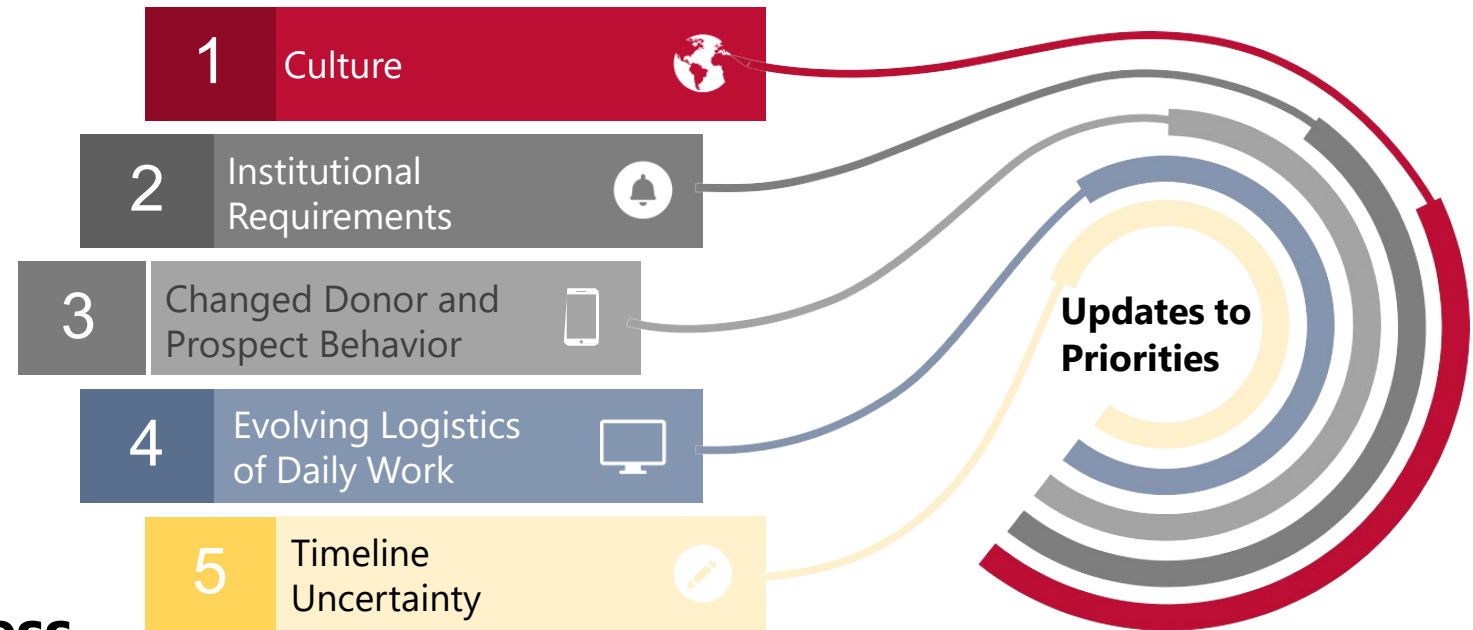 1
Culture
2
Institutional
Requirements
3
Changed Donor and
Prospect Behavior
4
Evolving Logistics
of Daily Work
5
Timeline
Uncertainty
Updates to
Priorities